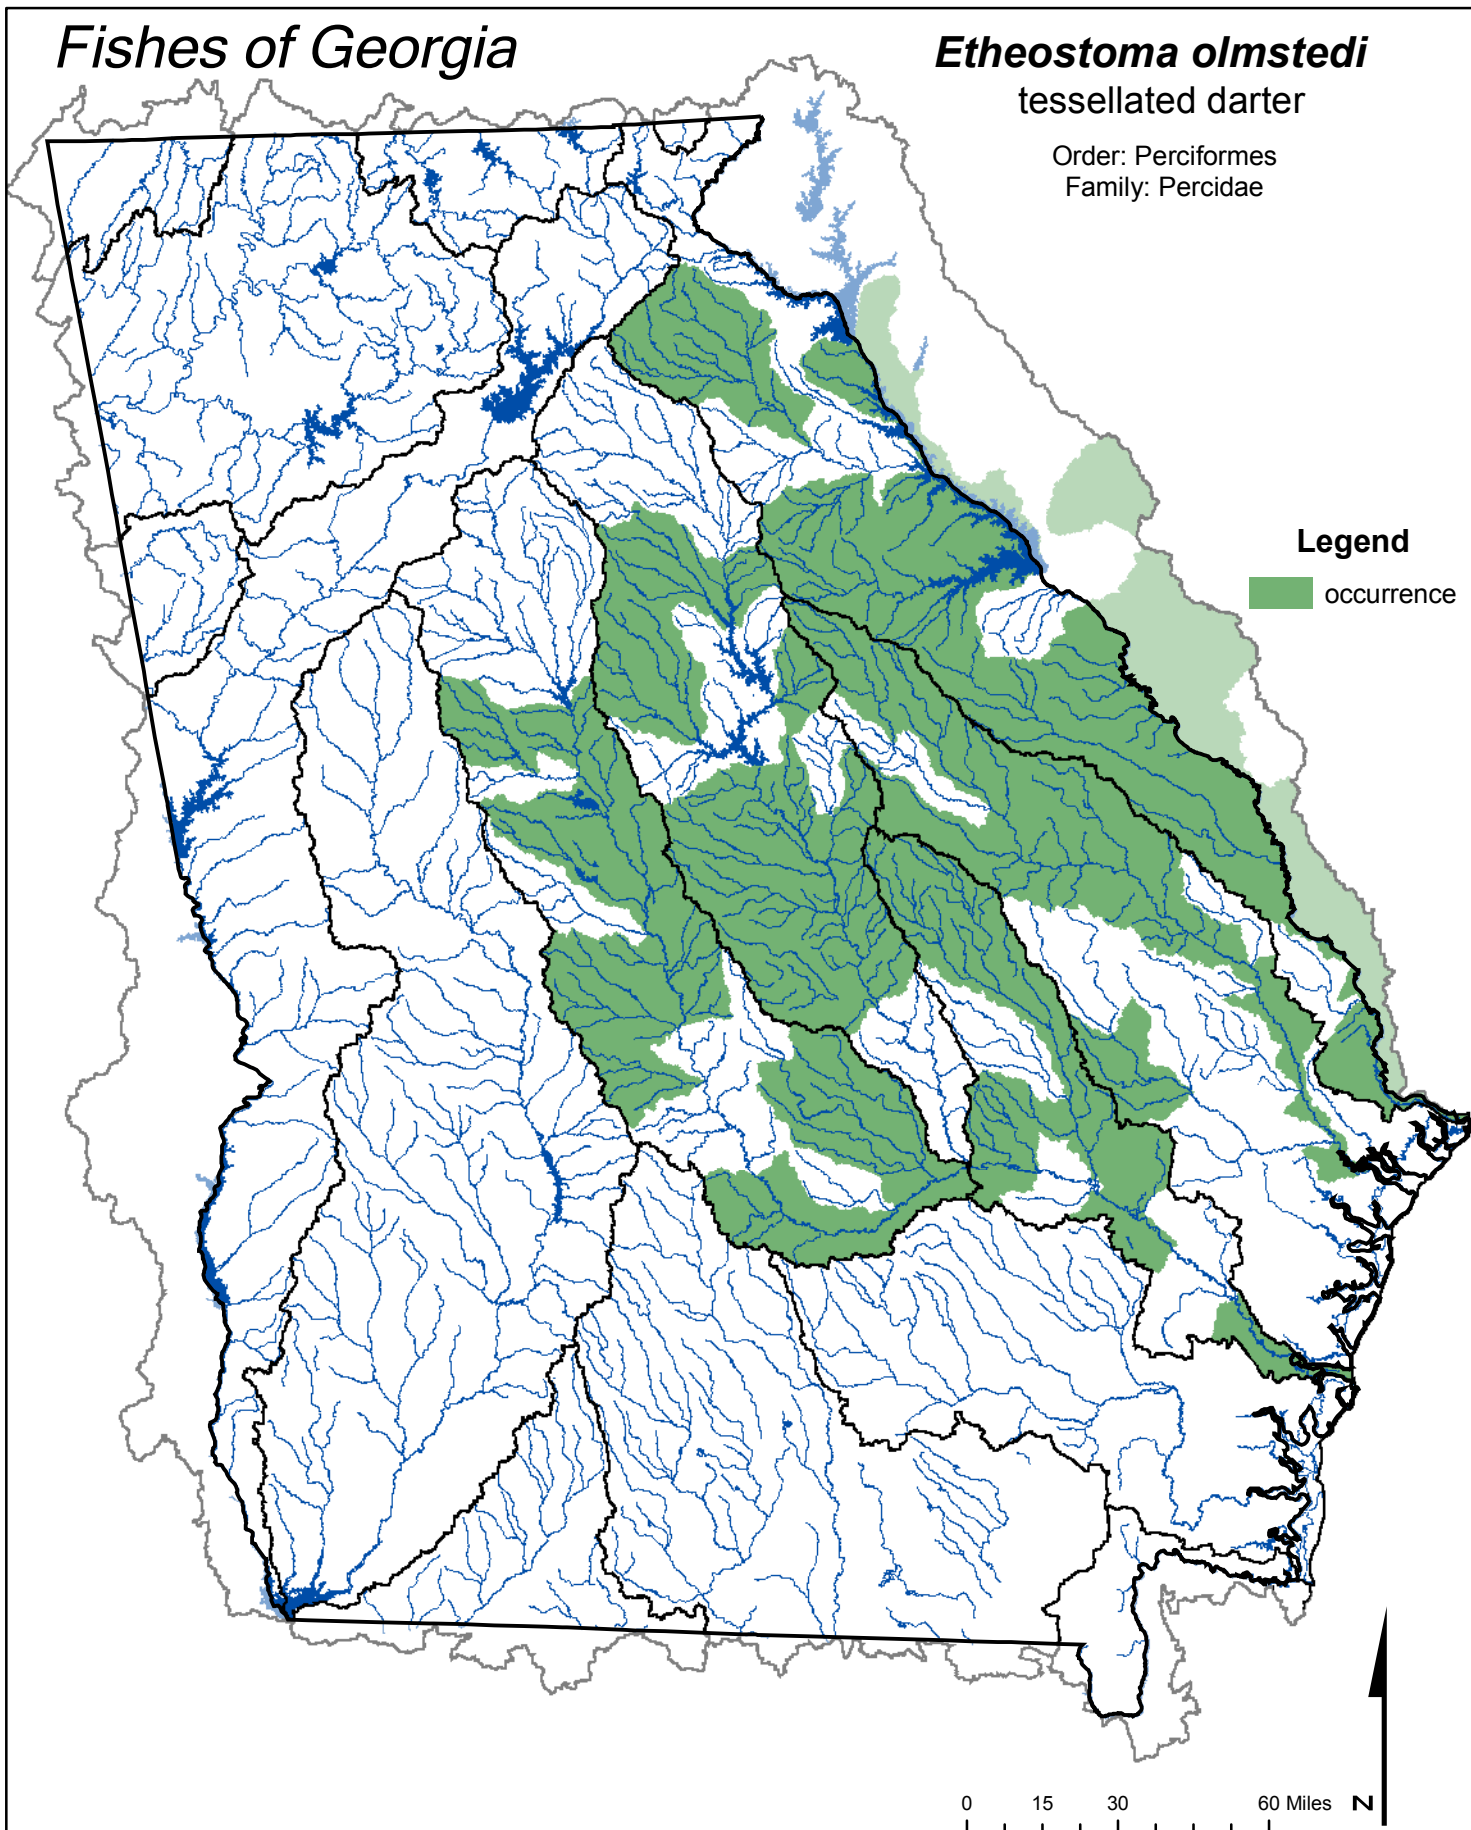 Fishes of Georgia
Etheostoma olmstedi
tessellated darter
Order: Perciformes
Family: Percidae
Legend
occurrence
0 15 30 60 Miles
N